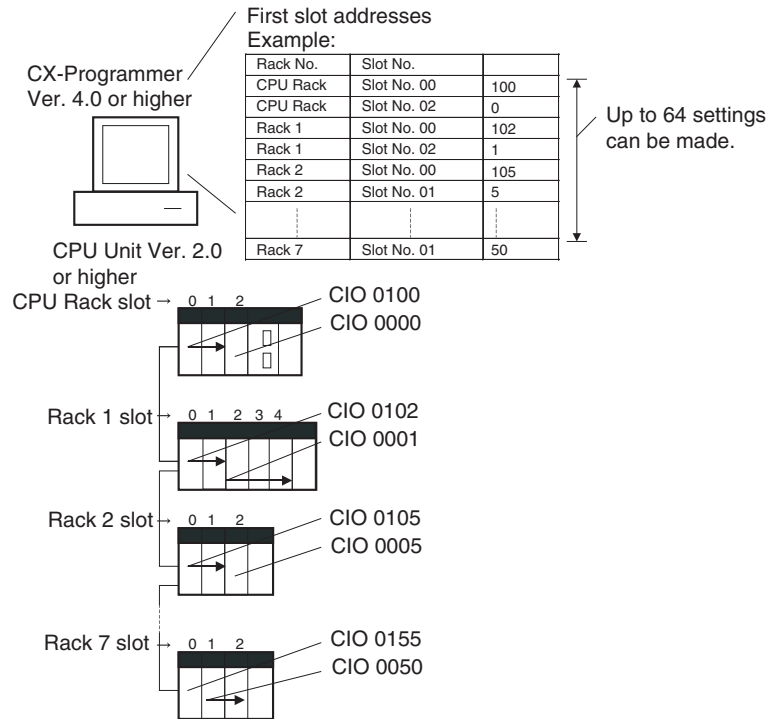 First slot addresses
Example:
CX-Programmer
Ver. 4.0 or higher
Rack No. Slot No.
CPU Rack Slot No. 00 100
CPU Rack Slot No. 02 0
Rack 1 Slot No. 00 102
Rack 1 Slot No. 02 1
Rack 2 Slot No. 00 105
Rack 2 Slot No. 01 5
Rack 7 Slot No. 01 50
Up to 64 settings
can be made.
CPU Unit Ver. 2.0
or higher
CPU Rack slot → 0 1 2
CIO 0100
CIO 0000
Rack 1 slot → 0 1 2 3 4
CIO 0102
CIO 0001
Rack 2 slot → 0 1 2
CIO 0105
CIO 0005
Rack 7 slot → 0 1 2
CIO 0155
CIO 0050